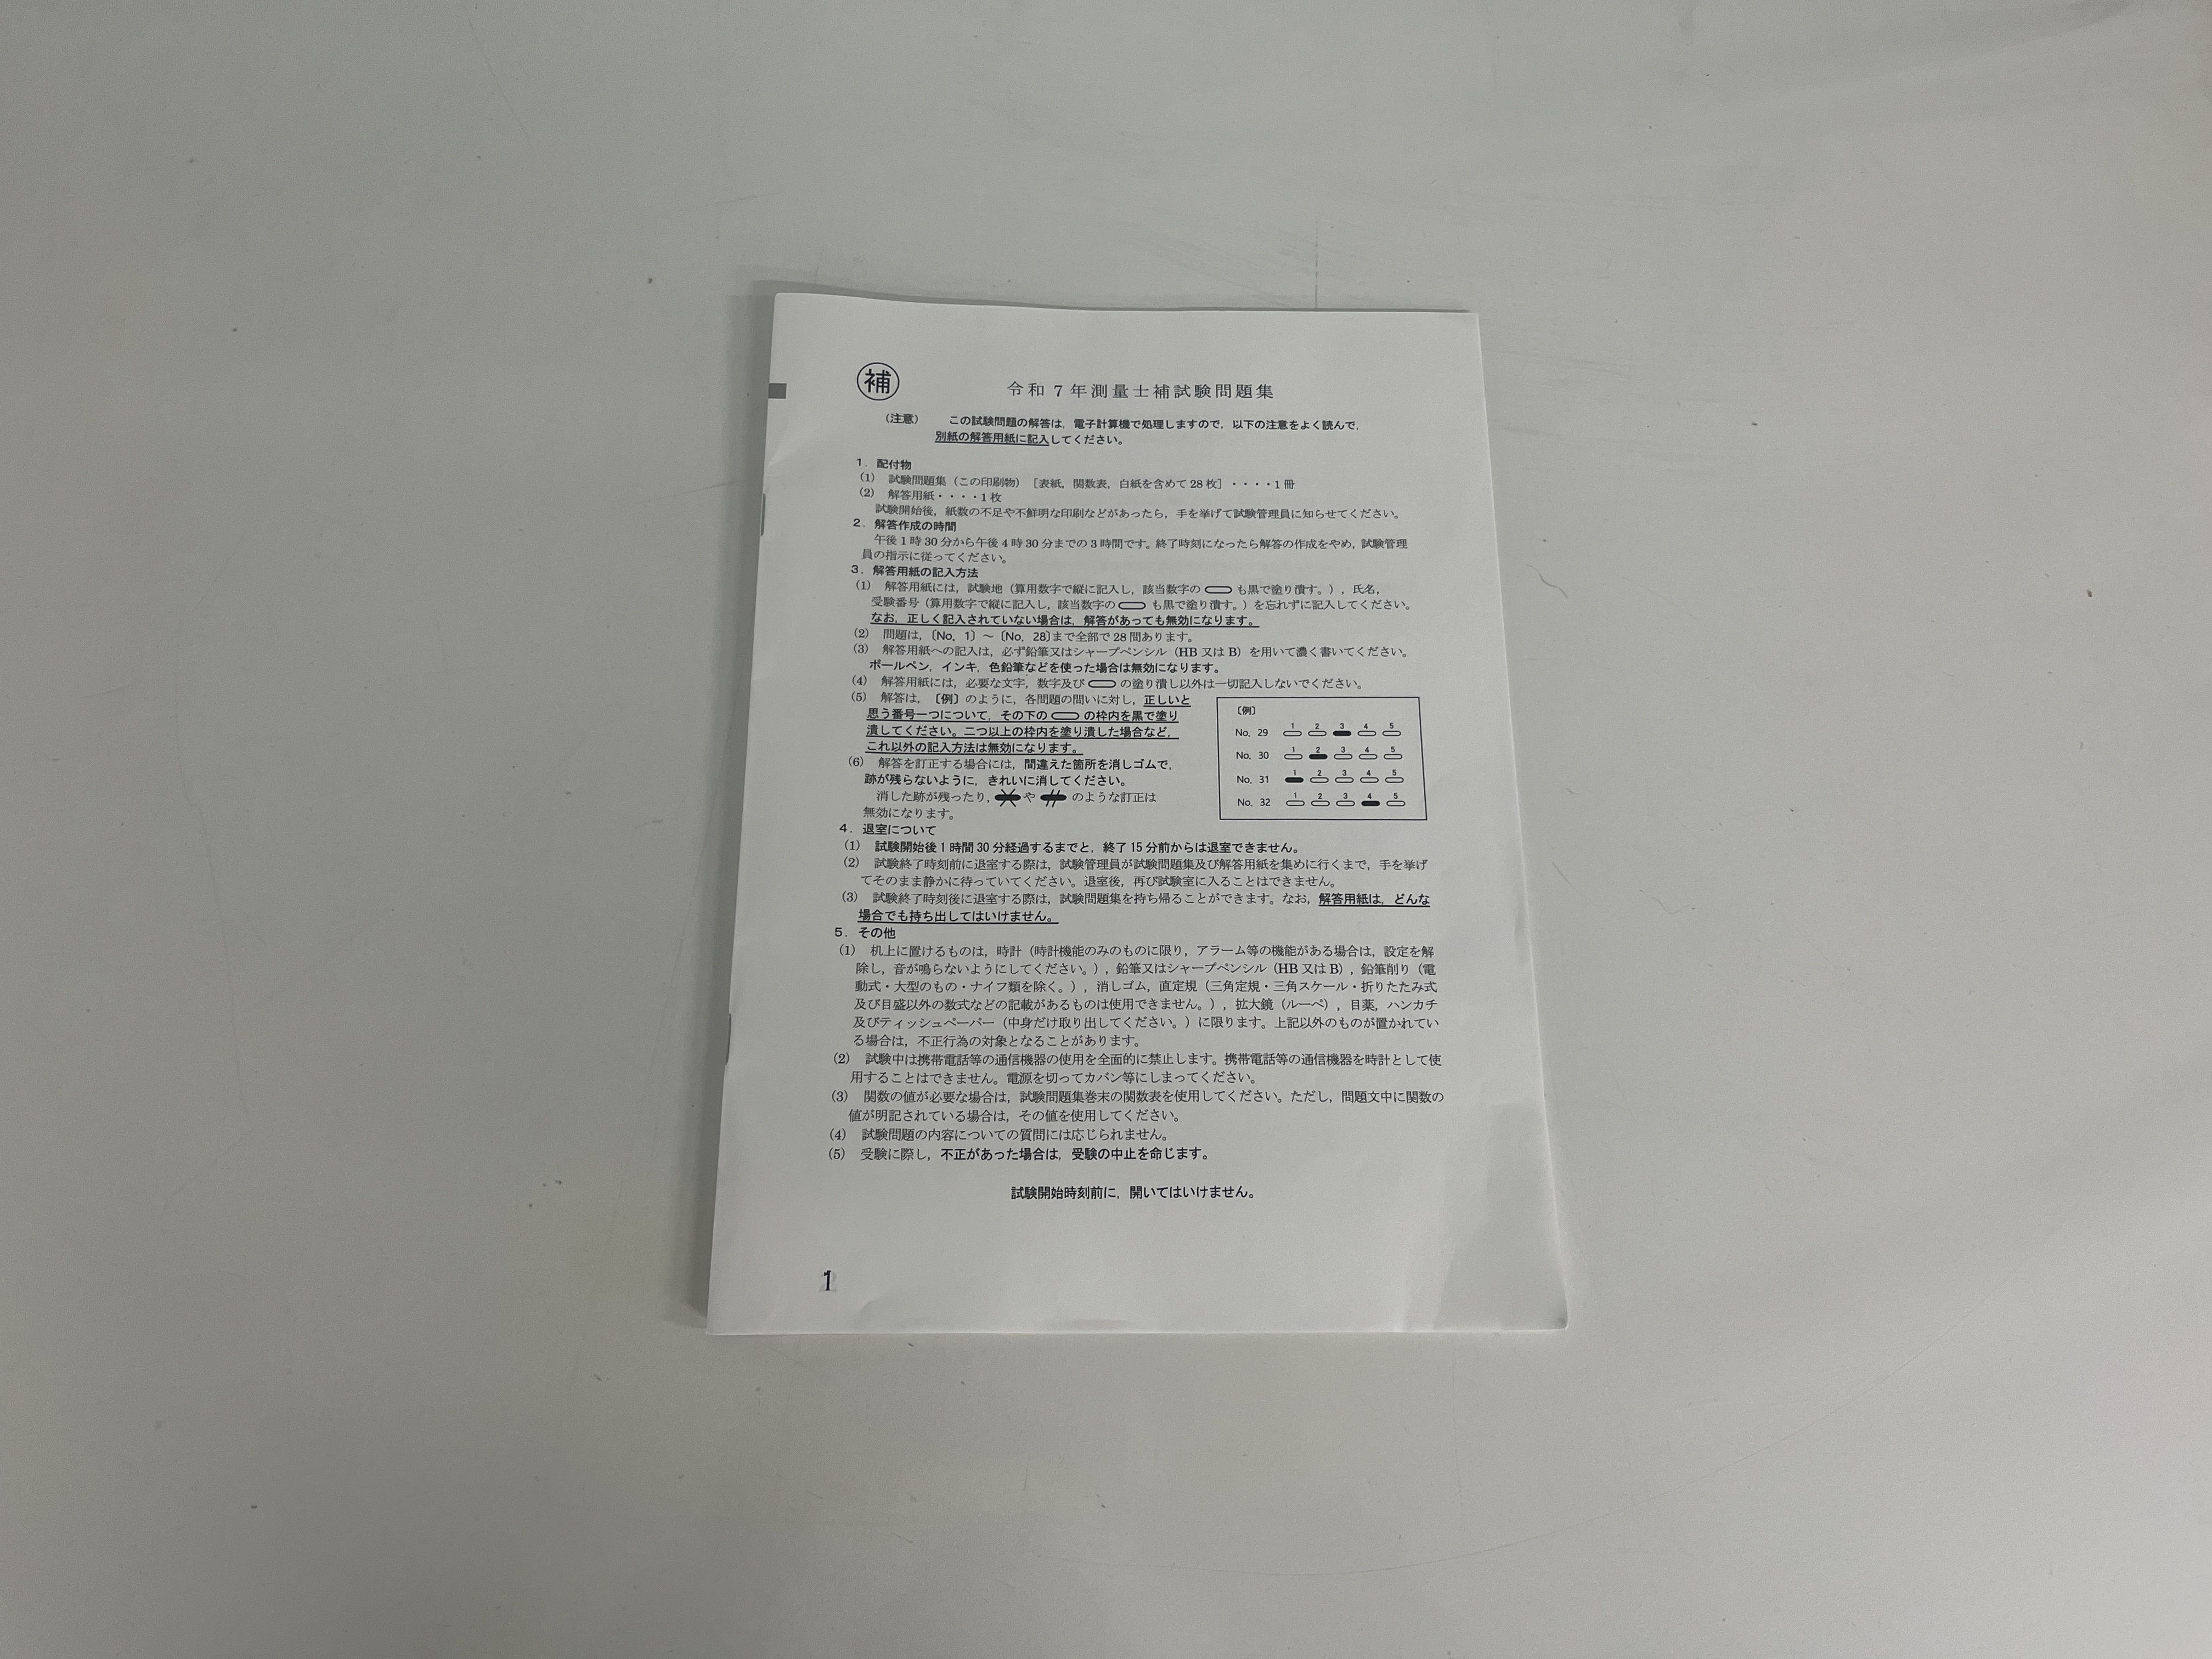 補
令和７年測量士補試験問題集
（注意）　この試験問題の解答は，電子計算機で処理しますので，以下の注意をよく読んで，
別紙の解答用紙に記入してください。
１．配付物
(1)　試験問題集（この印刷物）［表紙，関数表，白紙を含めて 28 枚］・・・・1 冊
(2)　解答用紙・・・・1 枚
試験開始後，紙数の不足や不鮮明な印刷などがあったら，手を挙げて試験管理員に知らせてください。
２．解答作成の時間
午後 1 時 30 分から午後 4 時 30 分までの 3 時間です。終了時刻になったら解答の作成をやめ，試験管理
員の指示に従ってください。
３．解答用紙の記入方法
(1)　解答用紙には，試験地（算用数字で縦に記入し，該当数字の も黒で塗り潰す。），氏名，
受験番号（算用数字で縦に記入し，該当数字の も黒で塗り潰す。）を忘れずに記入してください。
なお，正しく記入されていない場合は，解答があっても無効になります。
(2)　問題は，〔No．1〕～〔No．28〕まで全部で 28 問あります。
(3)　解答用紙への記入は，必ず鉛筆又はシャープペンシル（HB 又は B）を用いて濃く書いてください。
ボールペン，インキ，色鉛筆などを使った場合は無効になります。
(4)　解答用紙には，必要な文字，数字及び の塗り潰し以外は一切記入しないでください。
(5)　解答は，〔例〕のように，各問題の問いに対し，正しいと
思う番号一つについて，その下の の枠内を黒で塗り
潰してください。二つ以上の枠内を塗り潰した場合など，
これ以外の記入方法は無効になります。
(6)　解答を訂正する場合には，間違えた箇所を消しゴムで，
跡が残らないように，きれいに消してください。
消した跡が残ったり， や のような訂正は
無効になります。
〔例〕
No．29 1 2 3 4 5
No．30 1 2 3 4 5
No．31 1 2 3 4 5
No．32 1 2 3 4 5
４．退室について
(1)　試験開始後 1 時間 30 分経過するまでと，終了 15 分前からは退室できません。
(2)　試験終了時刻前に退室する際は，試験管理員が試験問題集及び解答用紙を集めに行くまで，手を挙げ
てそのまま静かに待っていてください。退室後，再び試験室に入ることはできません。
(3)　試験終了時刻後に退室する際は，試験問題集を持ち帰ることができます。なお，解答用紙は，どんな
場合でも持ち出してはいけません。
５．その他
(1)　机上に置けるものは，時計（時計機能のみのものに限り，アラーム等の機能がある場合は，設定を解
除し，音が鳴らないようにしてください。），鉛筆又はシャープペンシル（HB 又は B），鉛筆削り（電
動式・大型のもの・ナイフ類を除く。），消しゴム，直定規（三角定規・三角スケール・折りたたみ式
及び目盛以外の数式などの記載があるものは使用できません。），拡大鏡（ルーペ），目薬，ハンカチ
及びティッシュペーパー（中身だけ取り出してください。）に限ります。上記以外のものが置かれてい
る場合は，不正行為の対象となることがあります。
(2)　試験中は携帯電話等の通信機器の使用を全面的に禁止します。携帯電話等の通信機器を時計として使
用することはできません。電源を切ってカバン等にしまってください。
(3)　関数の値が必要な場合は，試験問題集巻末の関数表を使用してください。ただし，問題文中に関数の
値が明記されている場合は，その値を使用してください。
(4)　試験問題の内容についての質問には応じられません。
(5)　受験に際し，不正があった場合は，受験の中止を命じます。
試験開始時刻前に，開いてはいけません。
1